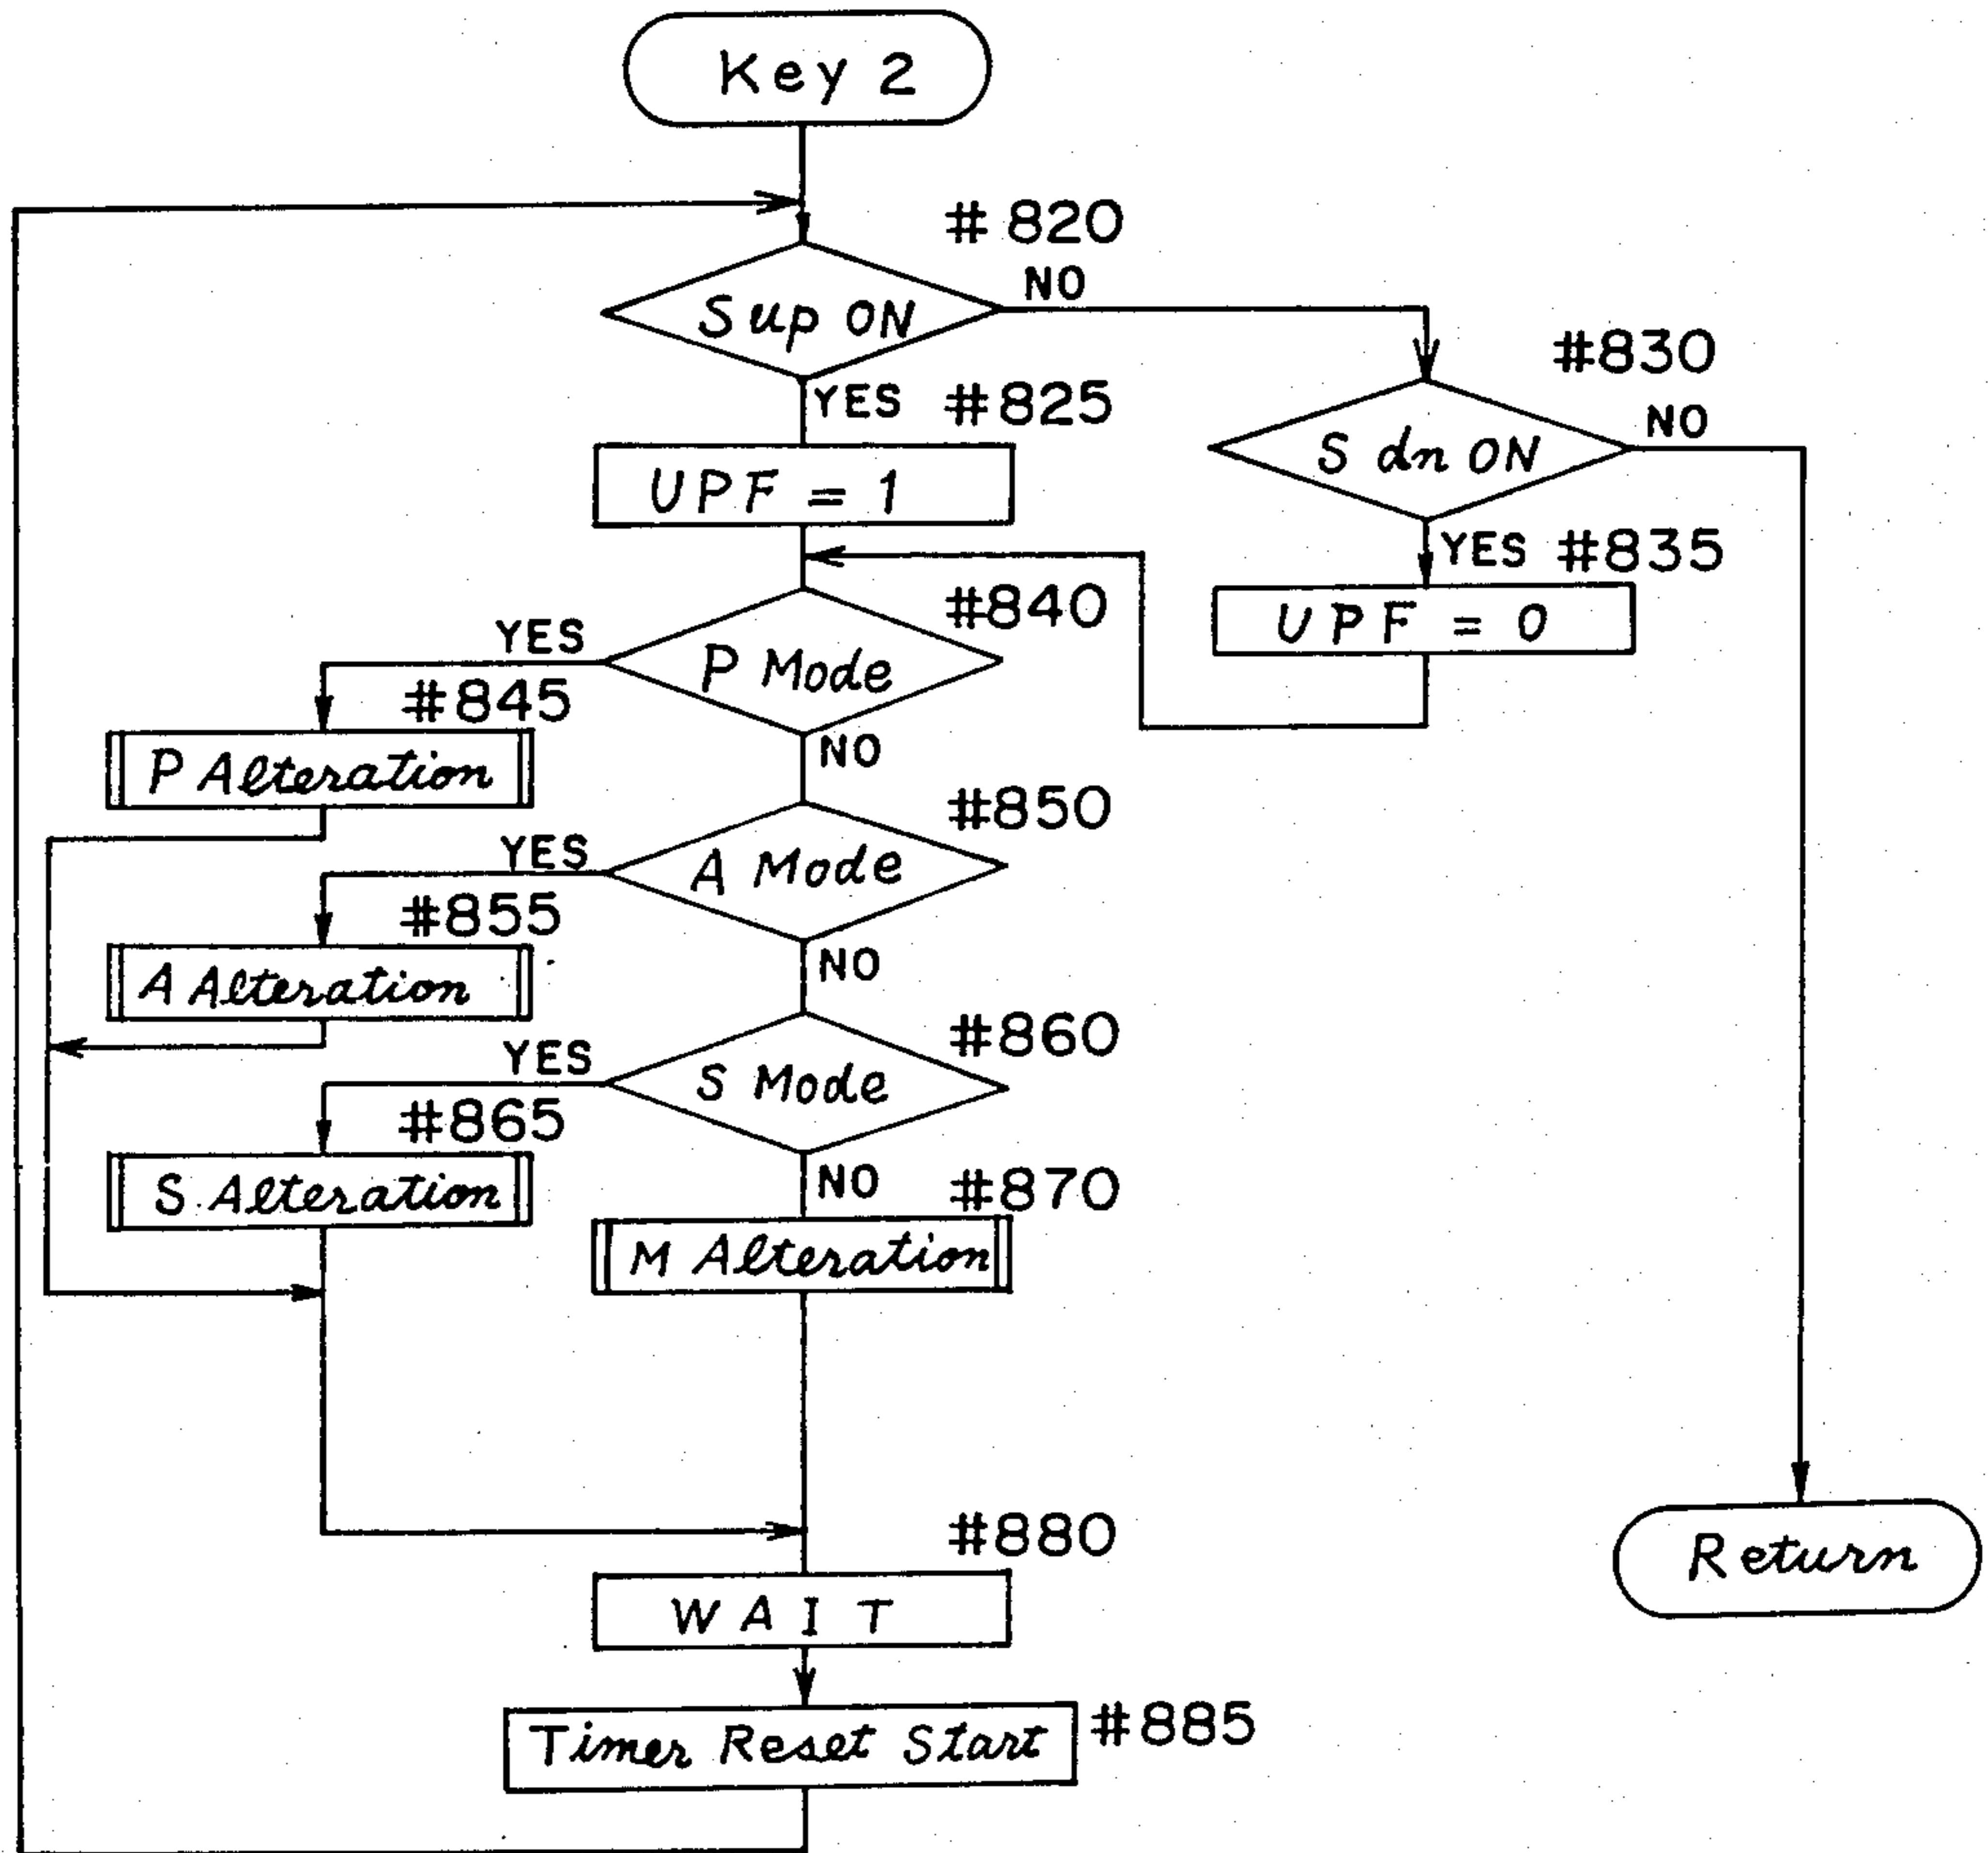 Key 2
#820
Sup ON
NO
#830
YES #825
S dn ON
NO
UPF = 1
YES #835
#840
UPF = 0
YES
P Mode
#845
NO
P Alteration
#850
YES
A Mode
#855
NO
A Alteration
#860
YES
S Mode
#865
NO #870
S Alteration
M Alteration
#880
Return
WAIT
Timer Reset Start #885